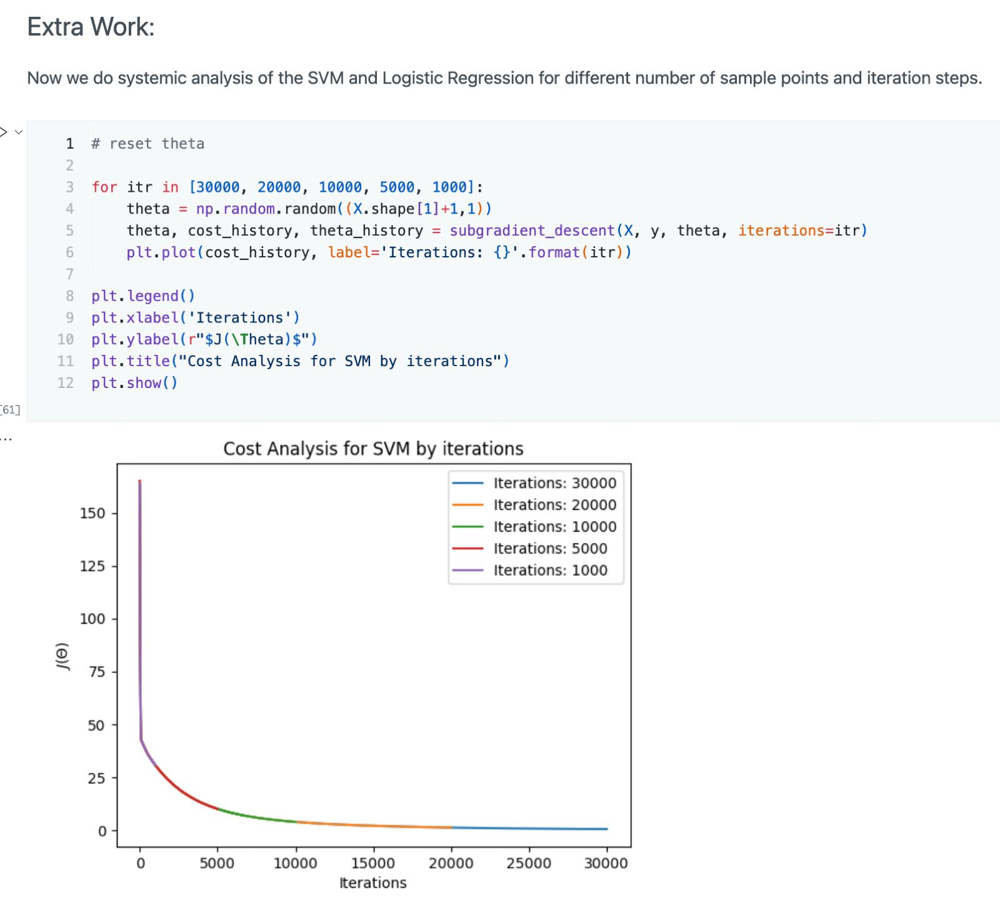 Extra Work:
Now we do systemic analysis of the SVM and Logistic Regression for different number of sample points and iteration steps.
1 # reset theta
2
3 for itr in [30000, 20000, 10000, 5000, 1000]:
4     theta = np.random.random((X.shape[1]+1,1))
5     theta, cost_history, theta_history = subgradient_descent(X, y, theta, iterations=itr)
6     plt.plot(cost_history, label='Iterations: {}'.format(itr))
7
8 plt.legend()
9 plt.xlabel('Iterations')
10 plt.ylabel(r"$J(\Theta)$")
11 plt.title("Cost Analysis for SVM by iterations")
12 plt.show()
[61]
...
Cost Analysis for SVM by iterations
Iterations: 30000
Iterations: 20000
Iterations: 10000
Iterations: 5000
Iterations: 1000
150
125
100
75
50
25
0
J(Θ)
0 5000 10000 15000 20000 25000 30000
Iterations